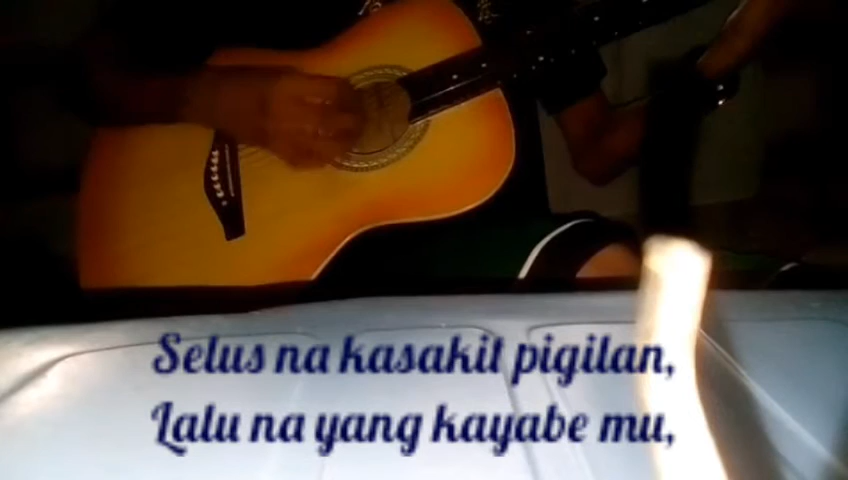 Selus na kasakit pigilan,
Lalu na yang kayabe mu,